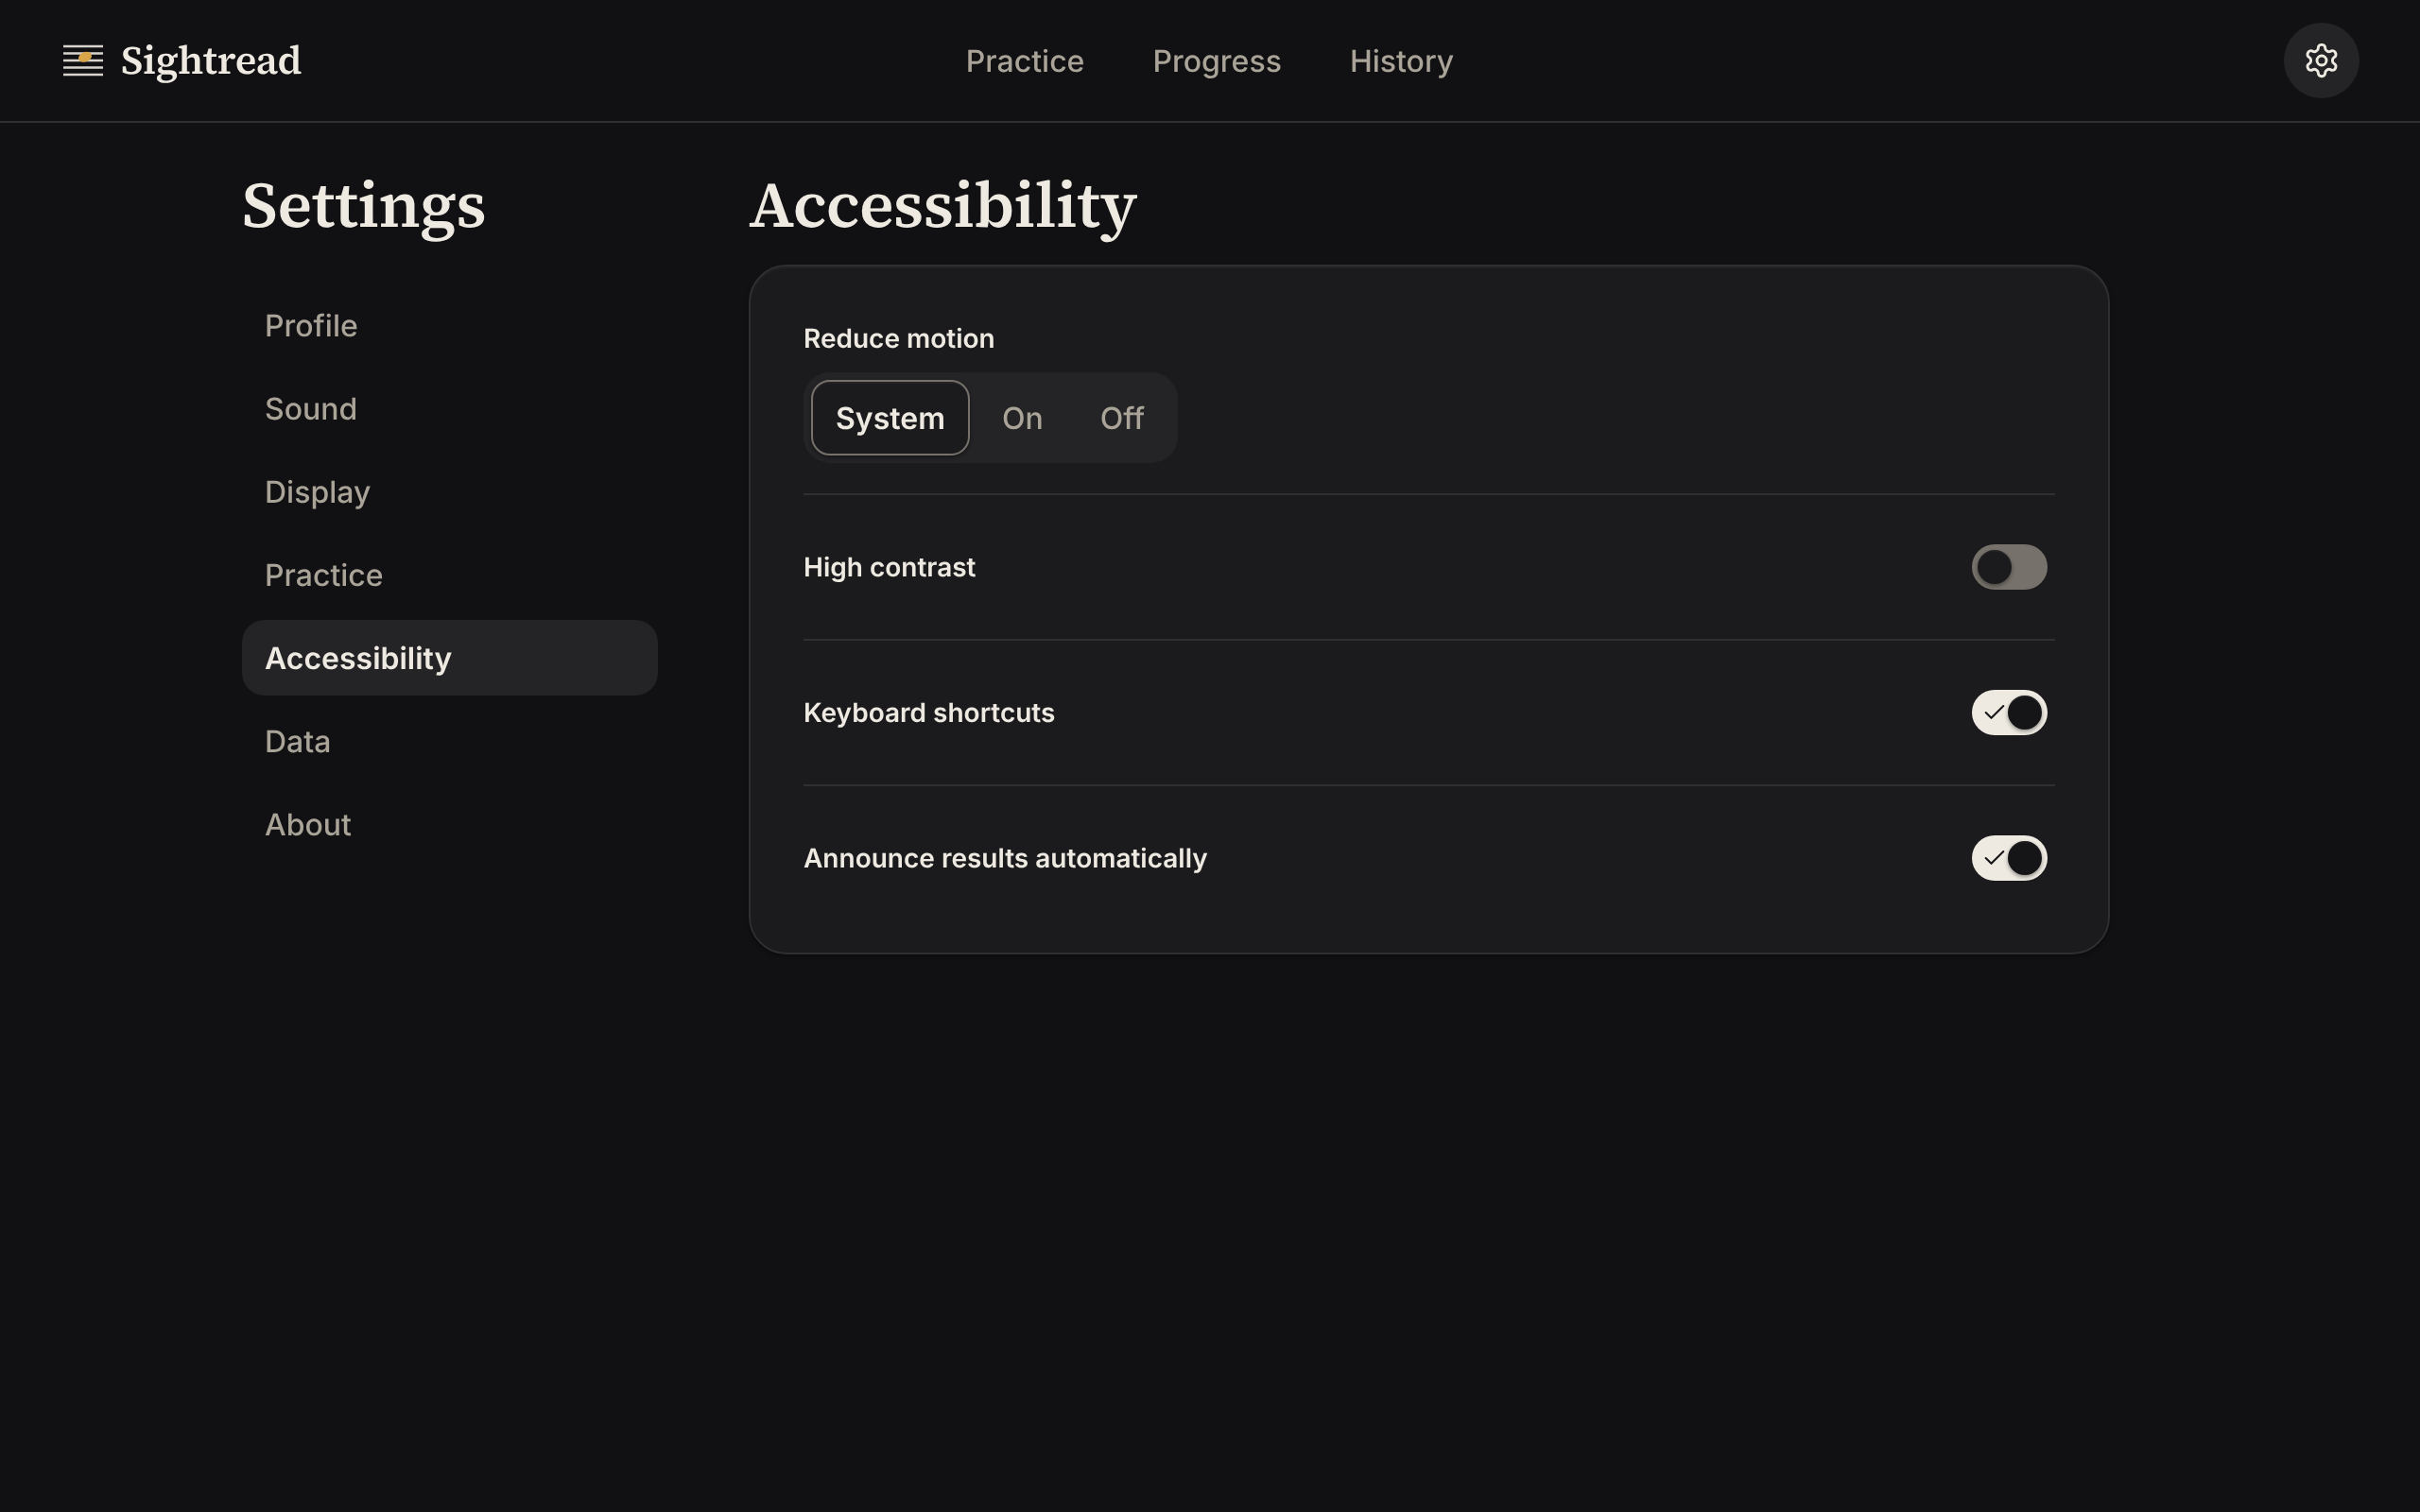 Sightread
Practice
Progress
History
Settings
Profile
Sound
Display
Practice
Accessibility
Data
About
Accessibility
Reduce motion
System
On
Off
High contrast
Keyboard shortcuts
Announce results automatically